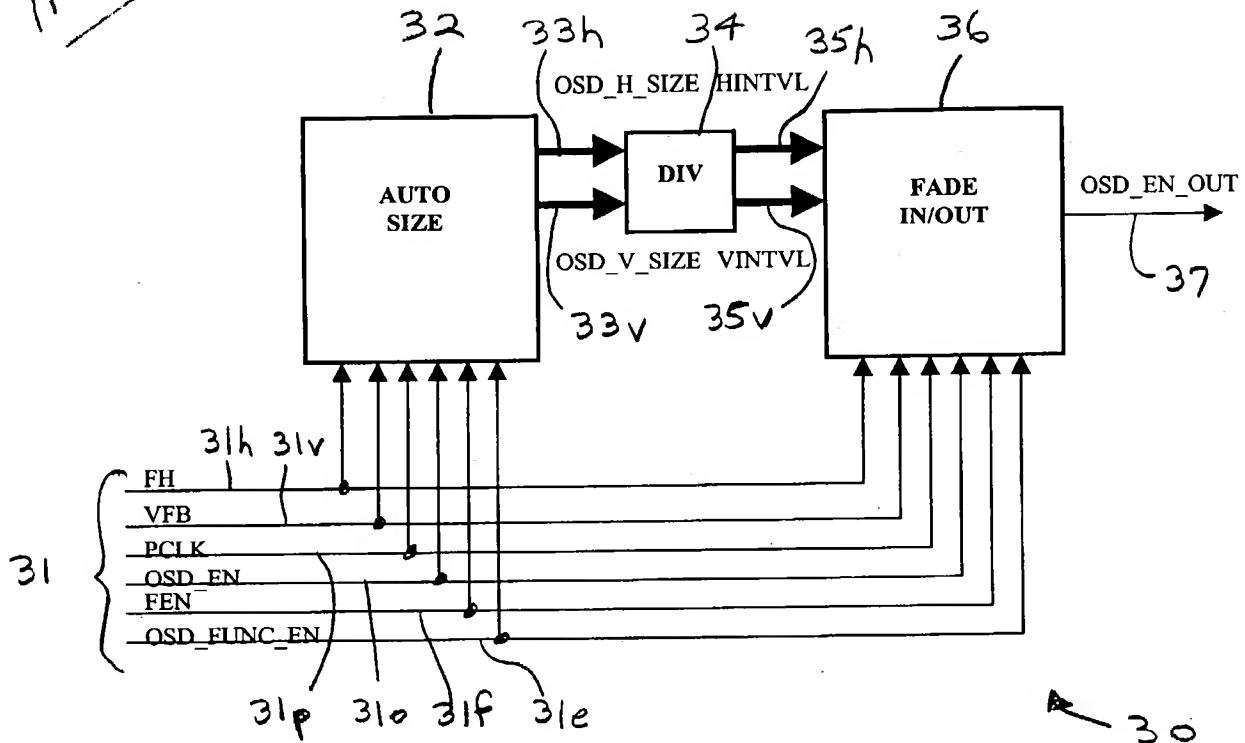 32 33h 34 35h 36
OSD_H_SIZE HINTVL
AUTO SIZE
DIV
FADE IN/OUT
OSD_EN_OUT
OSD_V_SIZE VINTVL
33v 35v 37
31h 31v
FH
VFB
PCLK
31
OSD_EN
FEN
OSD_FUNC_EN
31p 31o 31f 31e
30